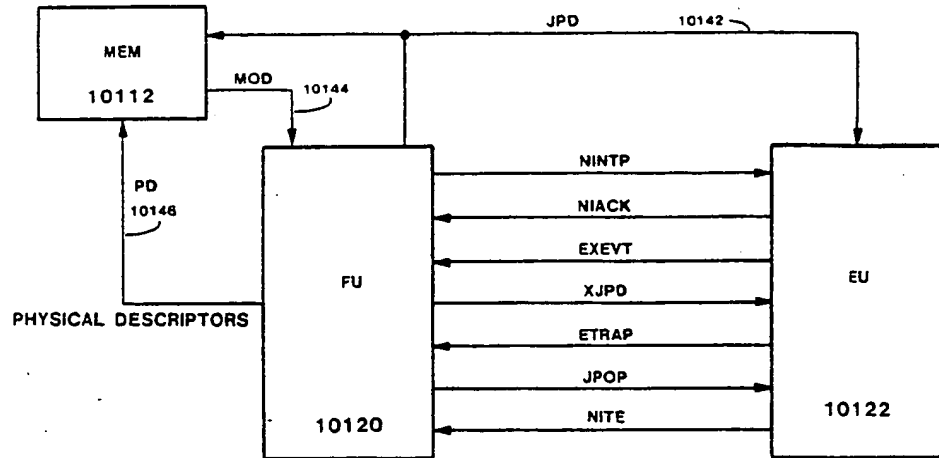 JPD
10142
MEM
10112
MOD
10144
PD
10146
PHYSICAL DESCRIPTORS
FU
10120
NINTP
NIACK
EXEVT
XJPD
ETRAP
JPOP
NITE
EU
10122